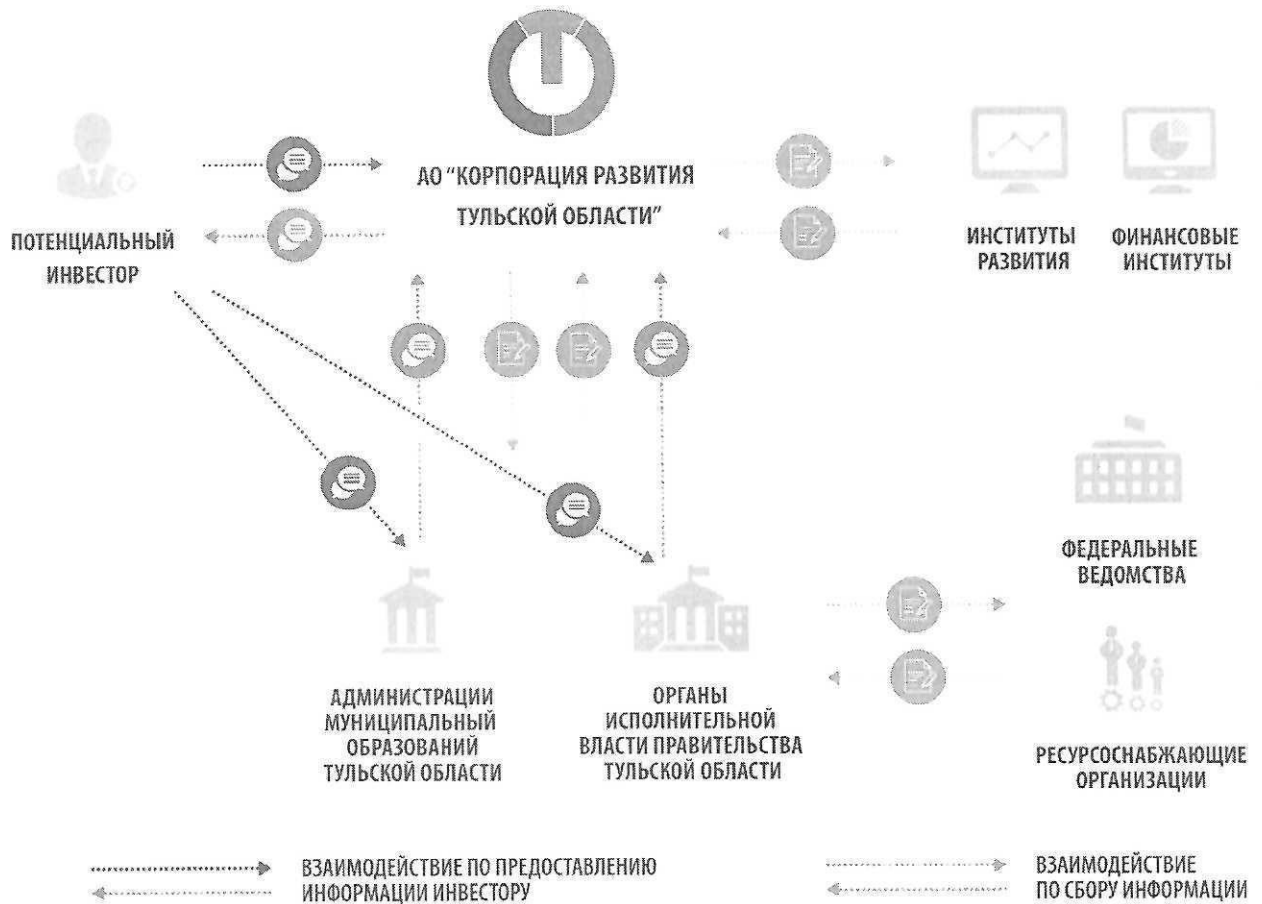 АО "КОРПОРАЦИЯ РАЗВИТИЯ
ТУЛЬСКОЙ ОБЛАСТИ"
ПОТЕНЦИАЛЬНЫЙ
ИНВЕСТОР
ИНСТИТУТЫ
РАЗВИТИЯ
ФИНАНСОВЫЕ
ИНСТИТУТЫ
ФЕДЕРАЛЬНЫЕ
ВЕДОМСТВА
АДМИНИСТРАЦИИ
МУНИЦИПАЛЬНЫЙ
ОБРАЗОВАНИЙ
ТУЛЬСКОЙ ОБЛАСТИ
ОРГАНЫ
ИСПОЛНИТЕЛЬНОЙ
ВЛАСТИ ПРАВИТЕЛЬСТВА
ТУЛЬСКОЙ ОБЛАСТИ
РЕСУРСОСНАБЖАЮЩИЕ
ОРГАНИЗАЦИИ
ВЗАИМОДЕЙСТВИЕ ПО ПРЕДОСТАВЛЕНИЮ
ИНФОРМАЦИИ ИНВЕСТОРУ
ВЗАИМОДЕЙСТВИЕ
ПО СБОРУ ИНФОРМАЦИИ